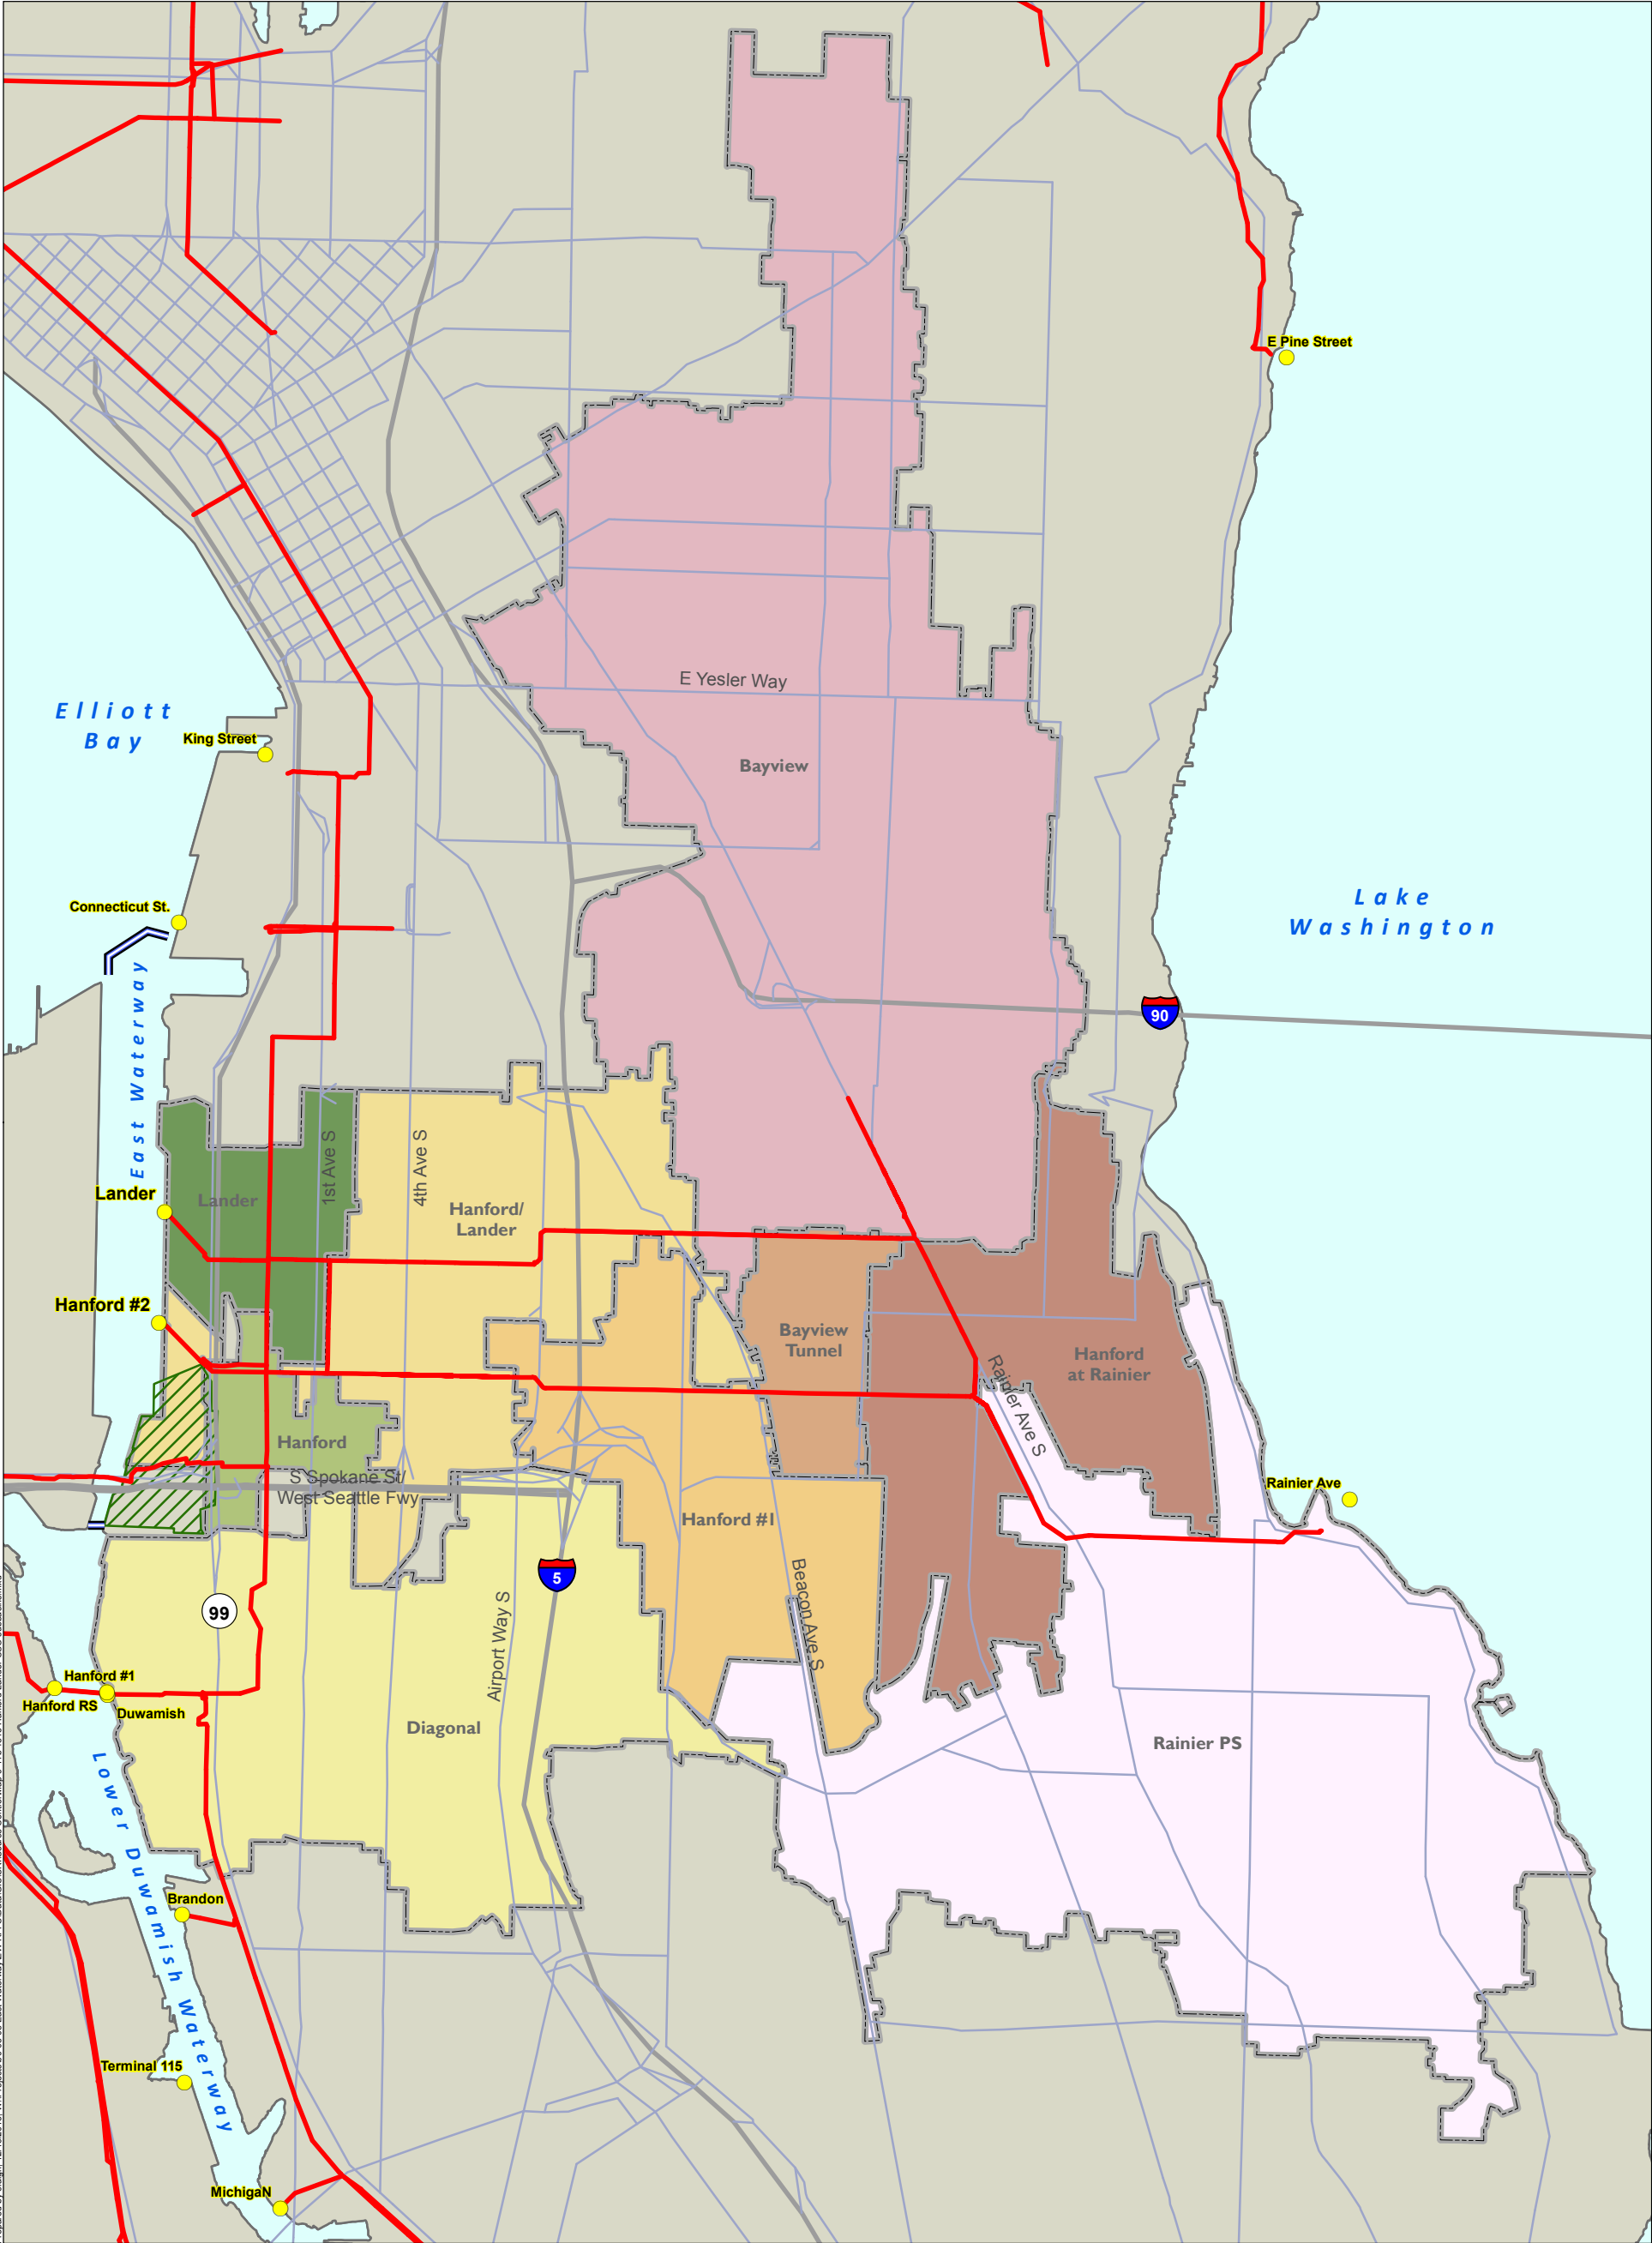 E Pine Street
E Yesler Way
Elliott
Bay
King Street
Bayview
Connecticut St.
Lake
Washington
East Waterway
90
Lander
Lander
1st Ave S
4th Ave S
Hanford/
Lander
Hanford #2
Bayview
Tunnel
Hanford
at Rainier
Rainier Ave S
Hanford
S Spokane St/
West Seattle Fwy
Rainier Ave
Hanford #1
5
99
Beacon Ave S
Airport Way S
Hanford #1
Hanford RS
Duwamish
Diagonal
Rainier PS
Lower Duwamish Waterway
Brandon
Terminal 115
MichigaN